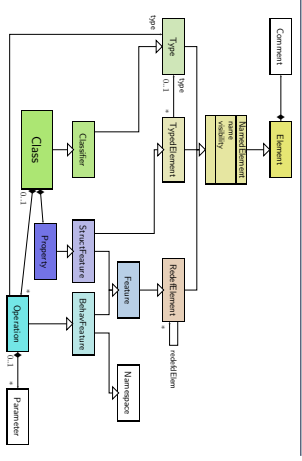 Comment
Element
NamedElement
name
visibility
type
Type
type
0..1
*
TypedElement
RedefElement
*
redefdElem
Classifier
StructFeature
Feature
BehavFeature
Namespace
Class
0..1
Property
*
Operation
0..1
*
Parameter